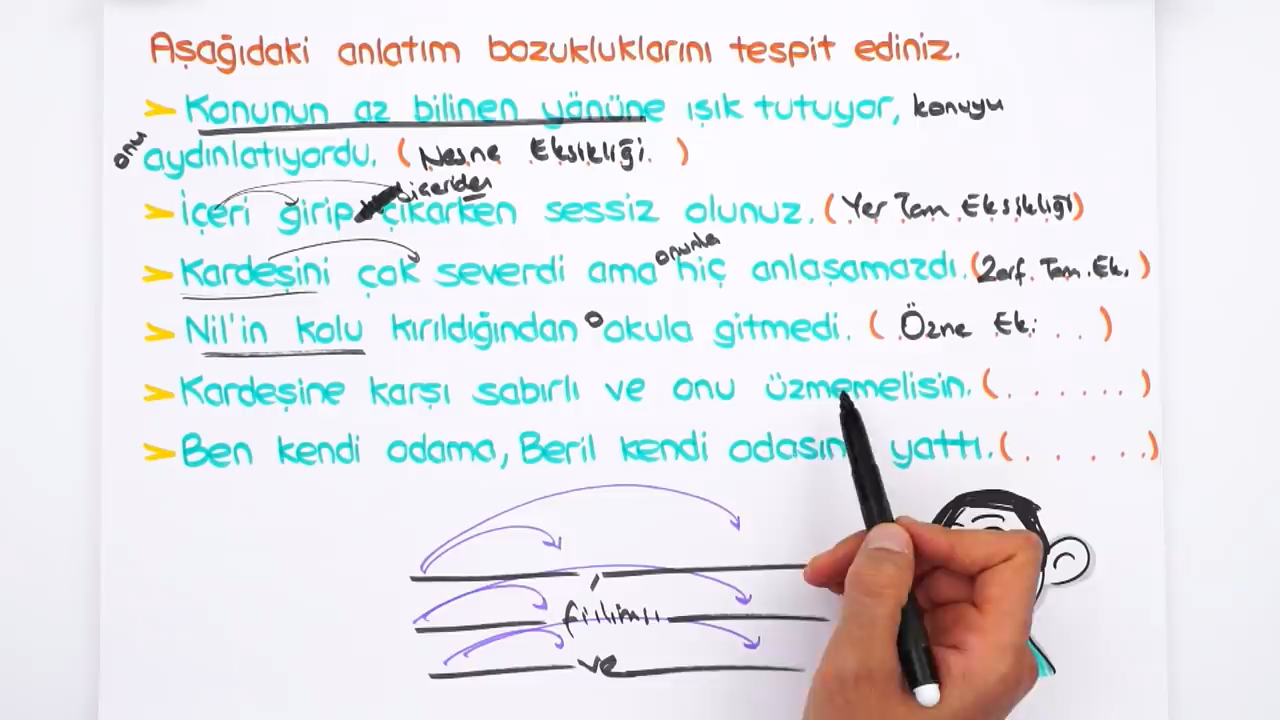 Aşağıdaki anlatım bozukluklarını tespit ediniz.
➤ Konunun az bilinen yönüne ışık tutuyor, konuyu
onu aydınlatıyordu. (Nesne Eksikliği.)
içeriden
➤ İçeri girip çıkarken sessiz olunuz. (Yer Tam Eksikliği)
onunla
➤ Kardeşini çok severdi ama hiç anlaşamazdı. (Zarf. Tam. Ek.)
➤ Nil'in kolu kırıldığından o okula gitmedi. (Özne Ek. . .)
➤ Kardeşine karşı sabırlı ve onu üzmemelisin. (. . . . . .)
➤ Ben kendi odama, Beril kendi odasın yattı. (. . . . .)
,
fiilimsi
ve